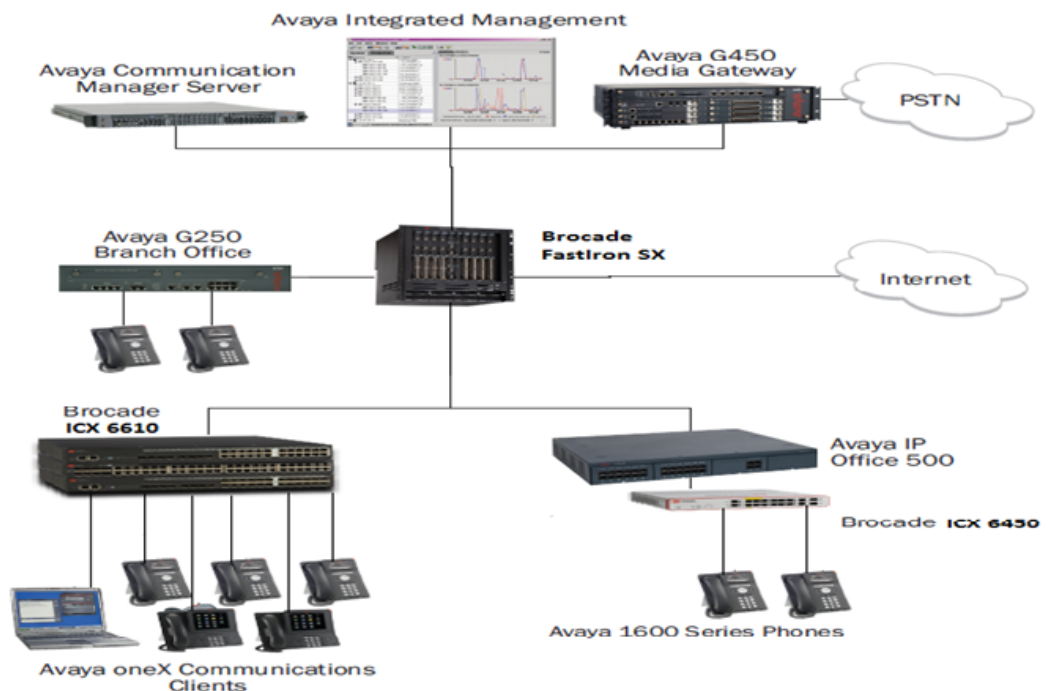 Avaya Integrated Management
Avaya Communication
Manager Server
Avaya G450
Media Gateway
PSTN
Avaya G250
Branch Office
Brocade
FastIron SX
Internet
Brocade
ICX 6610
Avaya IP
Office 500
Brocade ICX 6450
Avaya 1600 Series Phones
Avaya oneX Communications
Clients